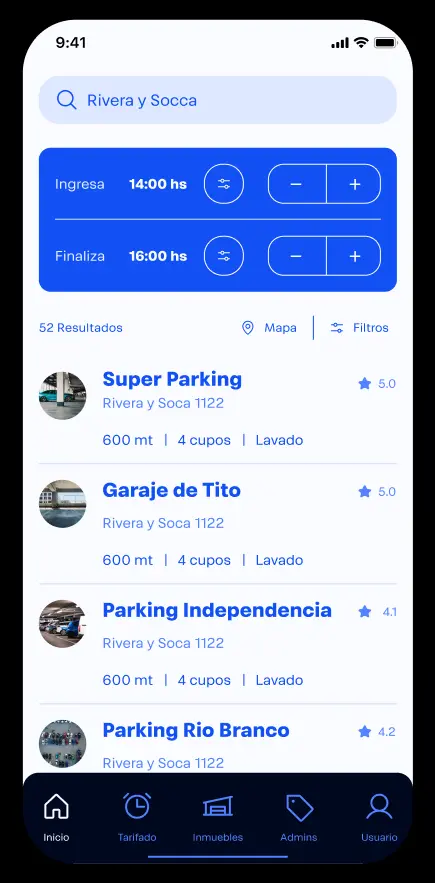 9:41
Rivera y Socca
Ingresa 14:00 hs − +
Finaliza 16:00 hs − +
52 Resultados Mapa | Filtros
Super Parking 5.0
Rivera y Soca 1122
600 mt | 4 cupos | Lavado
Garaje de Tito 5.0
Rivera y Soca 1122
600 mt | 4 cupos | Lavado
Parking Independencia 4.1
Rivera y Soca 1122
600 mt | 4 cupos | Lavado
Parking Rio Branco 4.2
Rivera y Soca 1122
Inicio Tarifado Inmuebles Admins Usuario